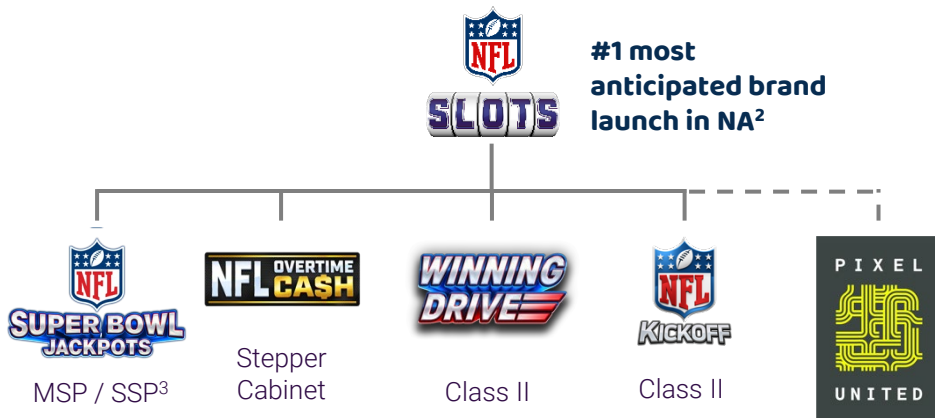 NFL
SLOTS
#1 most
anticipated brand
launch in NA²
NFL
SUPER BOWL
JACKPOTS
MSP / SSP³
NFL OVERTIME
CA$H
Stepper
Cabinet
WINNING
DRIVE
Class II
NFL
KICKOFF
Class II
PIXEL
UNITED